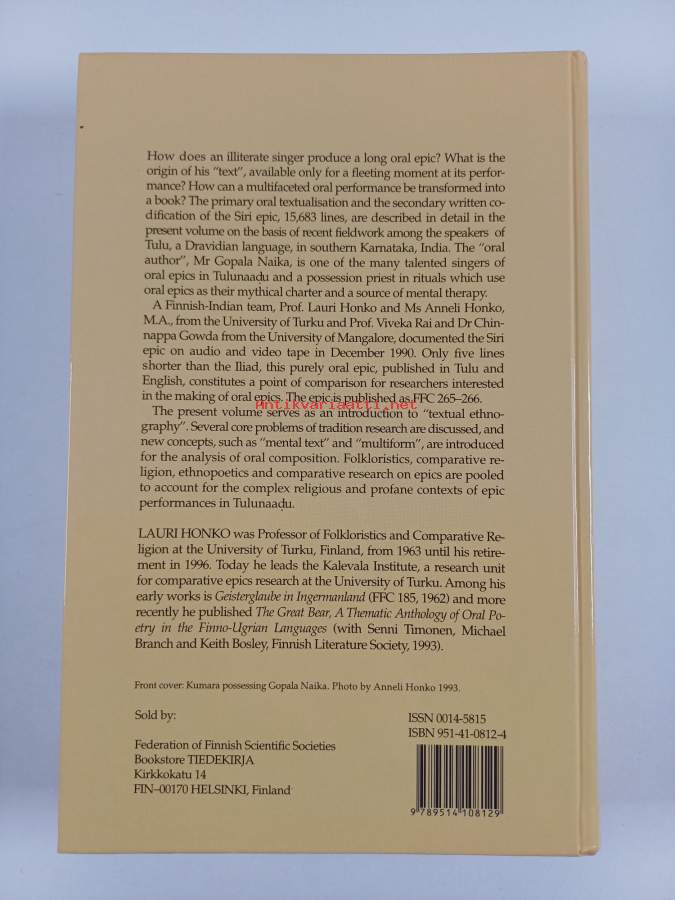 How does an illiterate singer produce a long oral epic? What is the
origin of his "text", available only for a fleeting moment at its perfor-
mance? How can a multifaceted oral performance be transformed into
a book? The primary oral textualisation and the secondary written co-
dification of the Siri epic, 15,683 lines, are described in detail in the
present volume on the basis of recent fieldwork among the speakers of
Tulu, a Dravidian language, in southern Karnataka, India. The "oral
author", Mr Gopala Naika, is one of the many talented singers of
oral epics in Tulunaaḍu and a possession priest in rituals which use
oral epics as their mythical charter and a source of mental therapy.
A Finnish-Indian team, Prof. Lauri Honko and Ms Anneli Honko,
M.A., from the University of Turku and Prof. Viveka Rai and Dr Chin-
nappa Gowda from the University of Mangalore, documented the Siri
epic on audio and video tape in December 1990. Only five lines
shorter than the Iliad, this purely oral epic, published in Tulu and
English, constitutes a point of comparison for researchers interested
in the making of oral epics. The epic is published as FFC 265–266.
Antikvariaatti.net
The present volume serves as an introduction to "textual ethno-
graphy". Several core problems of tradition research are discussed, and
new concepts, such as "mental text" and "multiform", are introduced
for the analysis of oral composition. Folkloristics, comparative re-
ligion, ethnopoetics and comparative research on epics are pooled
to account for the complex religious and profane contexts of epic
performances in Tulunaaḍu.
LAURI HONKO was Professor of Folkloristics and Comparative Re-
ligion at the University of Turku, Finland, from 1963 until his retire-
ment in 1996. Today he leads the Kalevala Institute, a research unit
for comparative epics research at the University of Turku. Among his
early works is Geisterglaube in Ingermanland (FFC 185, 1962) and more
recently he published The Great Bear, A Thematic Anthology of Oral Po-
etry in the Finno-Ugrian Languages (with Senni Timonen, Michael
Branch and Keith Bosley, Finnish Literature Society, 1993).
Front cover: Kumara possessing Gopala Naika. Photo by Anneli Honko 1993.
Sold by:
Federation of Finnish Scientific Societies
Bookstore TIEDEKIRJA
Kirkkokatu 14
FIN–00170 HELSINKI, Finland
ISSN 0014-5815
ISBN 951-41-0812-4
9 789514 108129